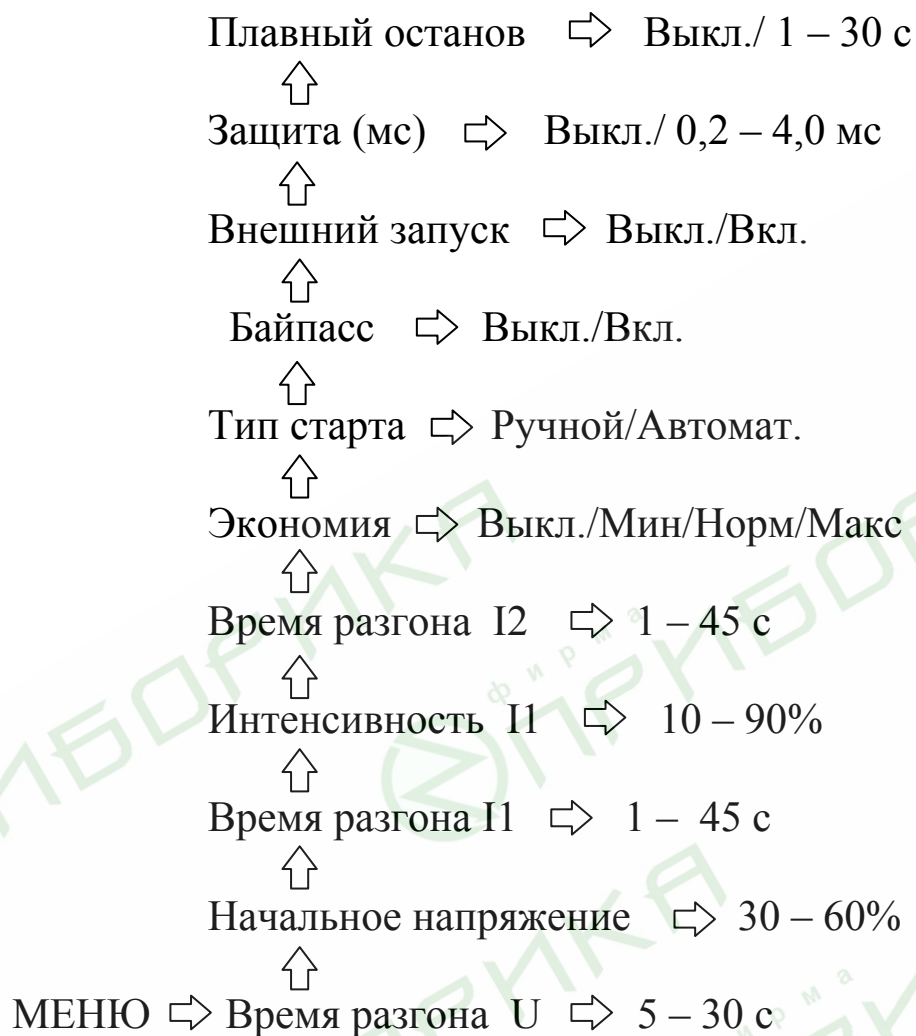 Плавный останов ⇨ Выкл./ 1 – 30 с
⇧
Защита (мс) ⇨ Выкл./ 0,2 – 4,0 мс
⇧
Внешний запуск ⇨ Выкл./Вкл.
⇧
Байпасс ⇨ Выкл./Вкл.
⇧
Тип старта ⇨ Ручной/Автомат.
⇧
Экономия ⇨ Выкл./Мин/Норм/Макс
⇧
Время разгона I2 ⇨ 1 – 45 с
⇧
Интенсивность I1 ⇨ 10 – 90%
⇧
Время разгона I1 ⇨ 1 – 45 с
⇧
Начальное напряжение ⇨ 30 – 60%
⇧
МЕНЮ ⇨ Время разгона U ⇨ 5 – 30 с
фирма
ПРИБОРИКА